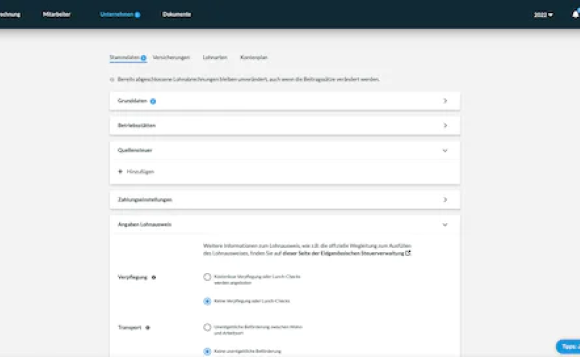 echnung
Mitarbeiter
Unternehmen
Dokumente
2022
Stammdaten
Versicherungen
Lohnarten
Kontenplan
Bereits abgeschlossene Lohnabrechnungen bleiben unverändert, auch wenn die Beitragssätze verändert werden.
Grunddaten
Betriebsstätten
Quellensteuer
+ Hinzufügen
Zahlungseinstellungen
Angaben Lohnausweis
Weitere Informationen zum Lohnausweis, wie z.B. die offizielle Wegleitung zum Ausfüllen
des Lohnausweises, finden Sie auf dieser Seite der Eidgenössischen Steuerverwaltung
Verpflegung
Kostenlose Verpflegung oder Lunch-Checks
werden angeboten
Keine Verpflegung oder Lunch-Checks
Transport
Unentgeltliche Beförderung zwischen Wohn-
und Arbeitsort
Keine unentgeltliche Beförderung
Tipps